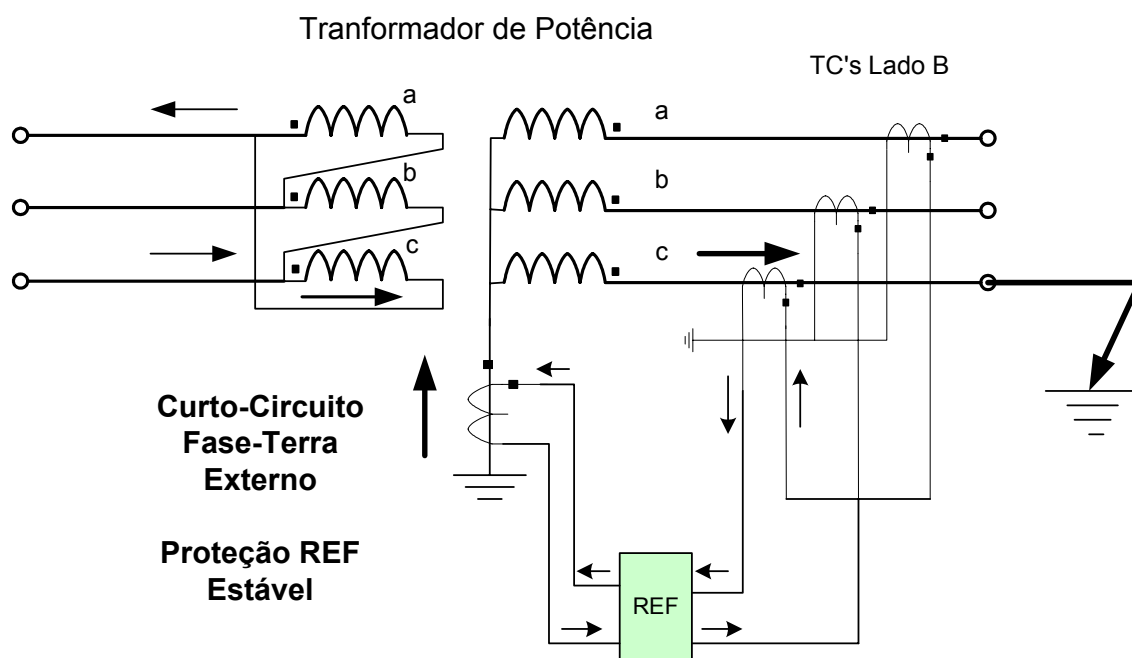 Tranformador de Potência
TC's Lado B
a
a
b
b
c
c
Curto-Circuito
Fase-Terra
Externo
Proteção REF
Estável
REF